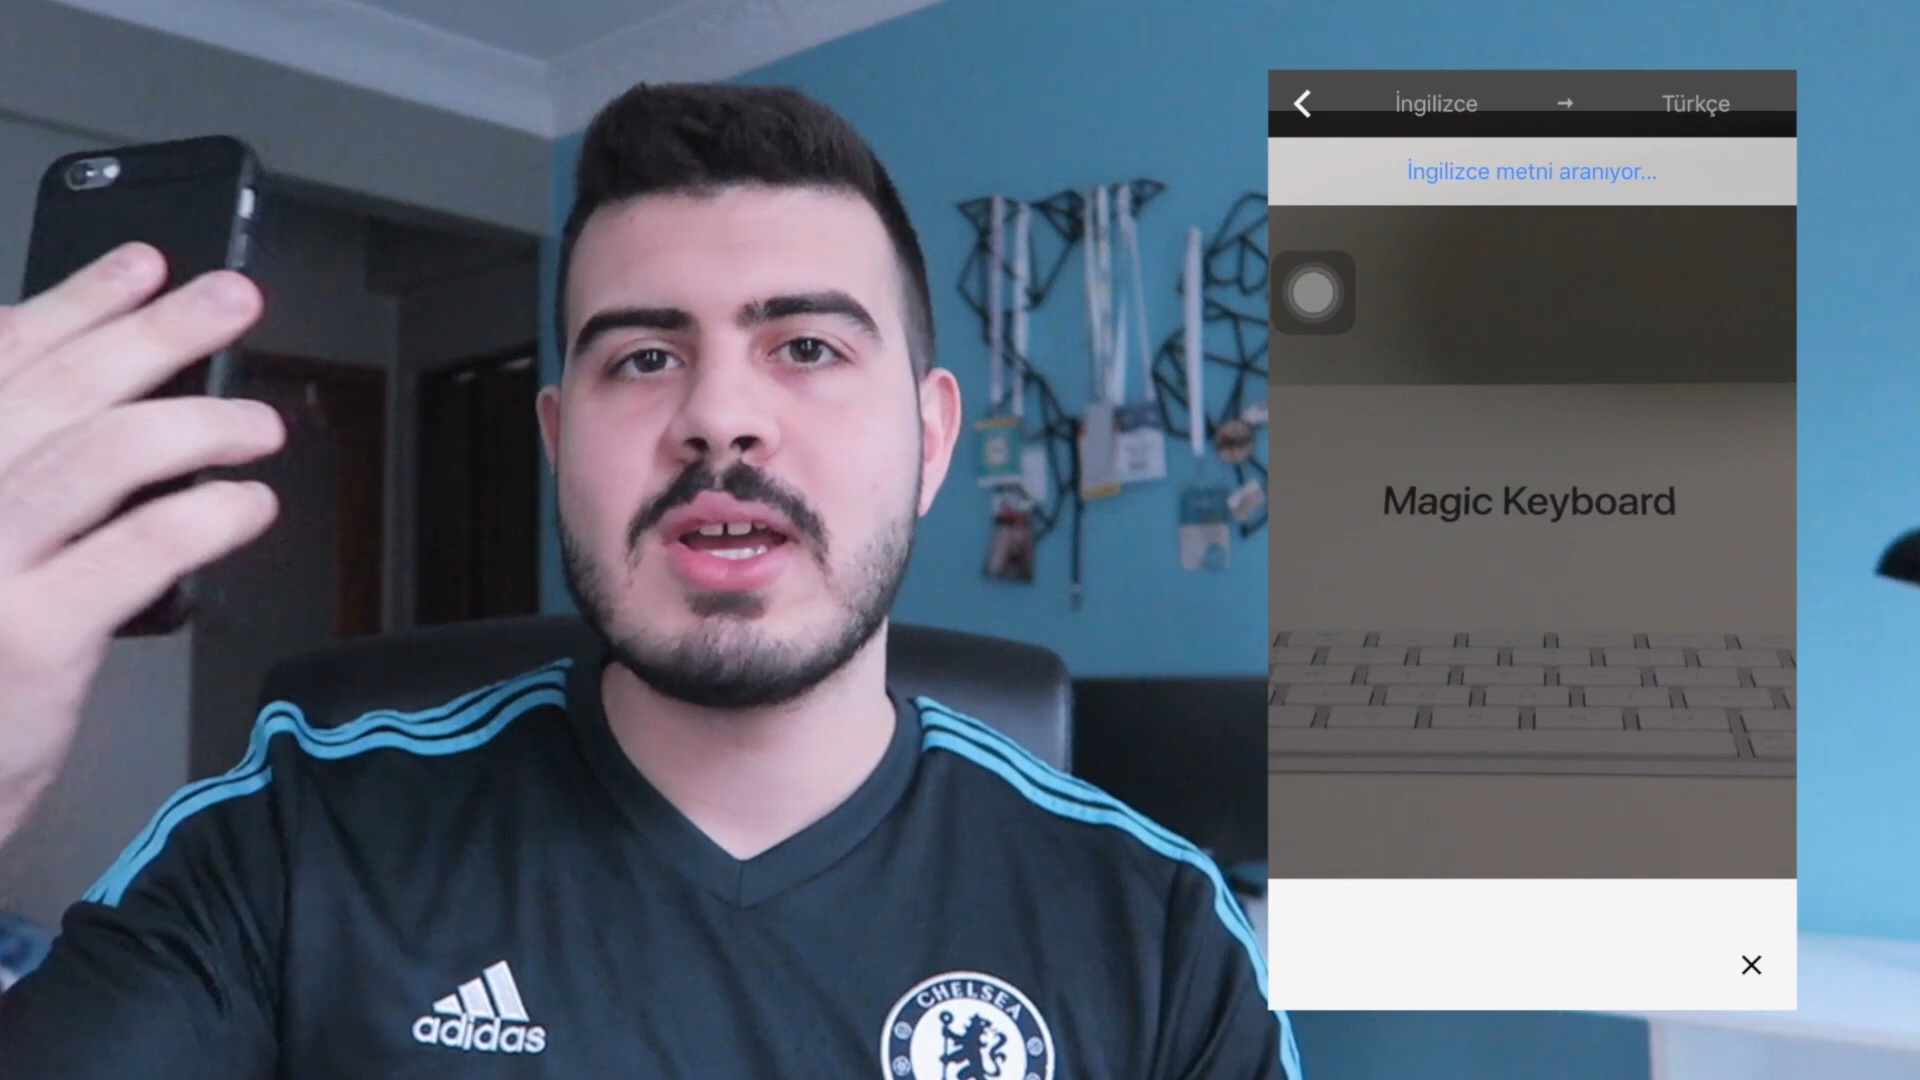 İngilizce → Türkçe
İngilizce metni aranıyor...
Magic Keyboard
adidas
CHELSEA